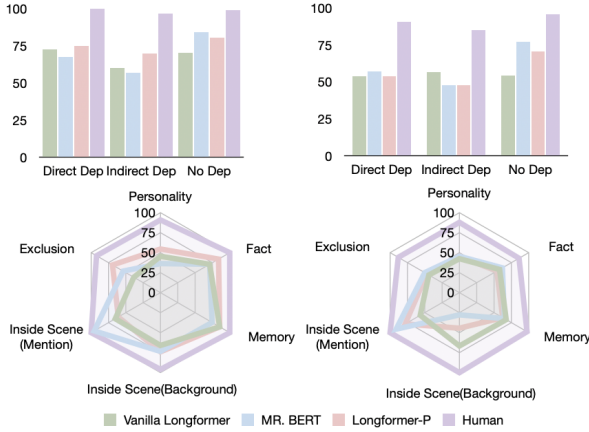 100
75
50
25
0
Direct Dep Indirect Dep No Dep
100
75
50
25
0
Direct Dep Indirect Dep No Dep
Personality
100
75
50
25
0
Exclusion
Fact
Inside Scene
(Mention)
Memory
Inside Scene(Background)
Personality
100
75
50
25
0
Exclusion
Fact
Inside Scene
(Mention)
Memory
Inside Scene(Background)
Vanilla Longformer MR. BERT Longformer-P Human